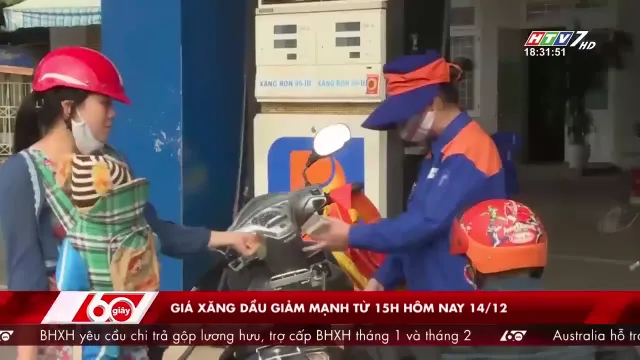 HTV7 HD
18:31:51
XĂNG RON 95-III XĂNG RON 95-III
60 giây
GIÁ XĂNG DẦU GIẢM MẠNH TỪ 15H HÔM NAY 14/12
BHXH yêu cầu chi trả gộp lương hưu, trợ cấp BHXH tháng 1 và tháng 2 60 Australia hỗ tr